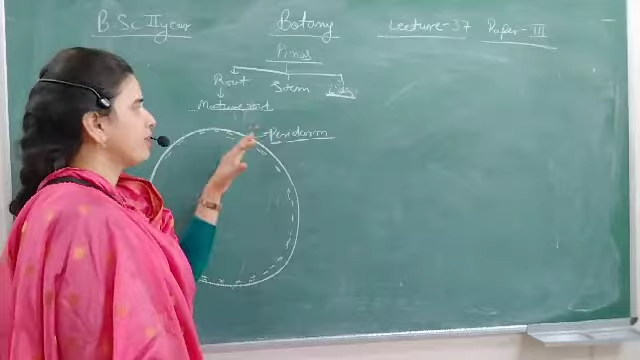 B.Sc II year Botany Lecture-37 Paper-III
Pinus
Root Stem
Mature root
Periderm